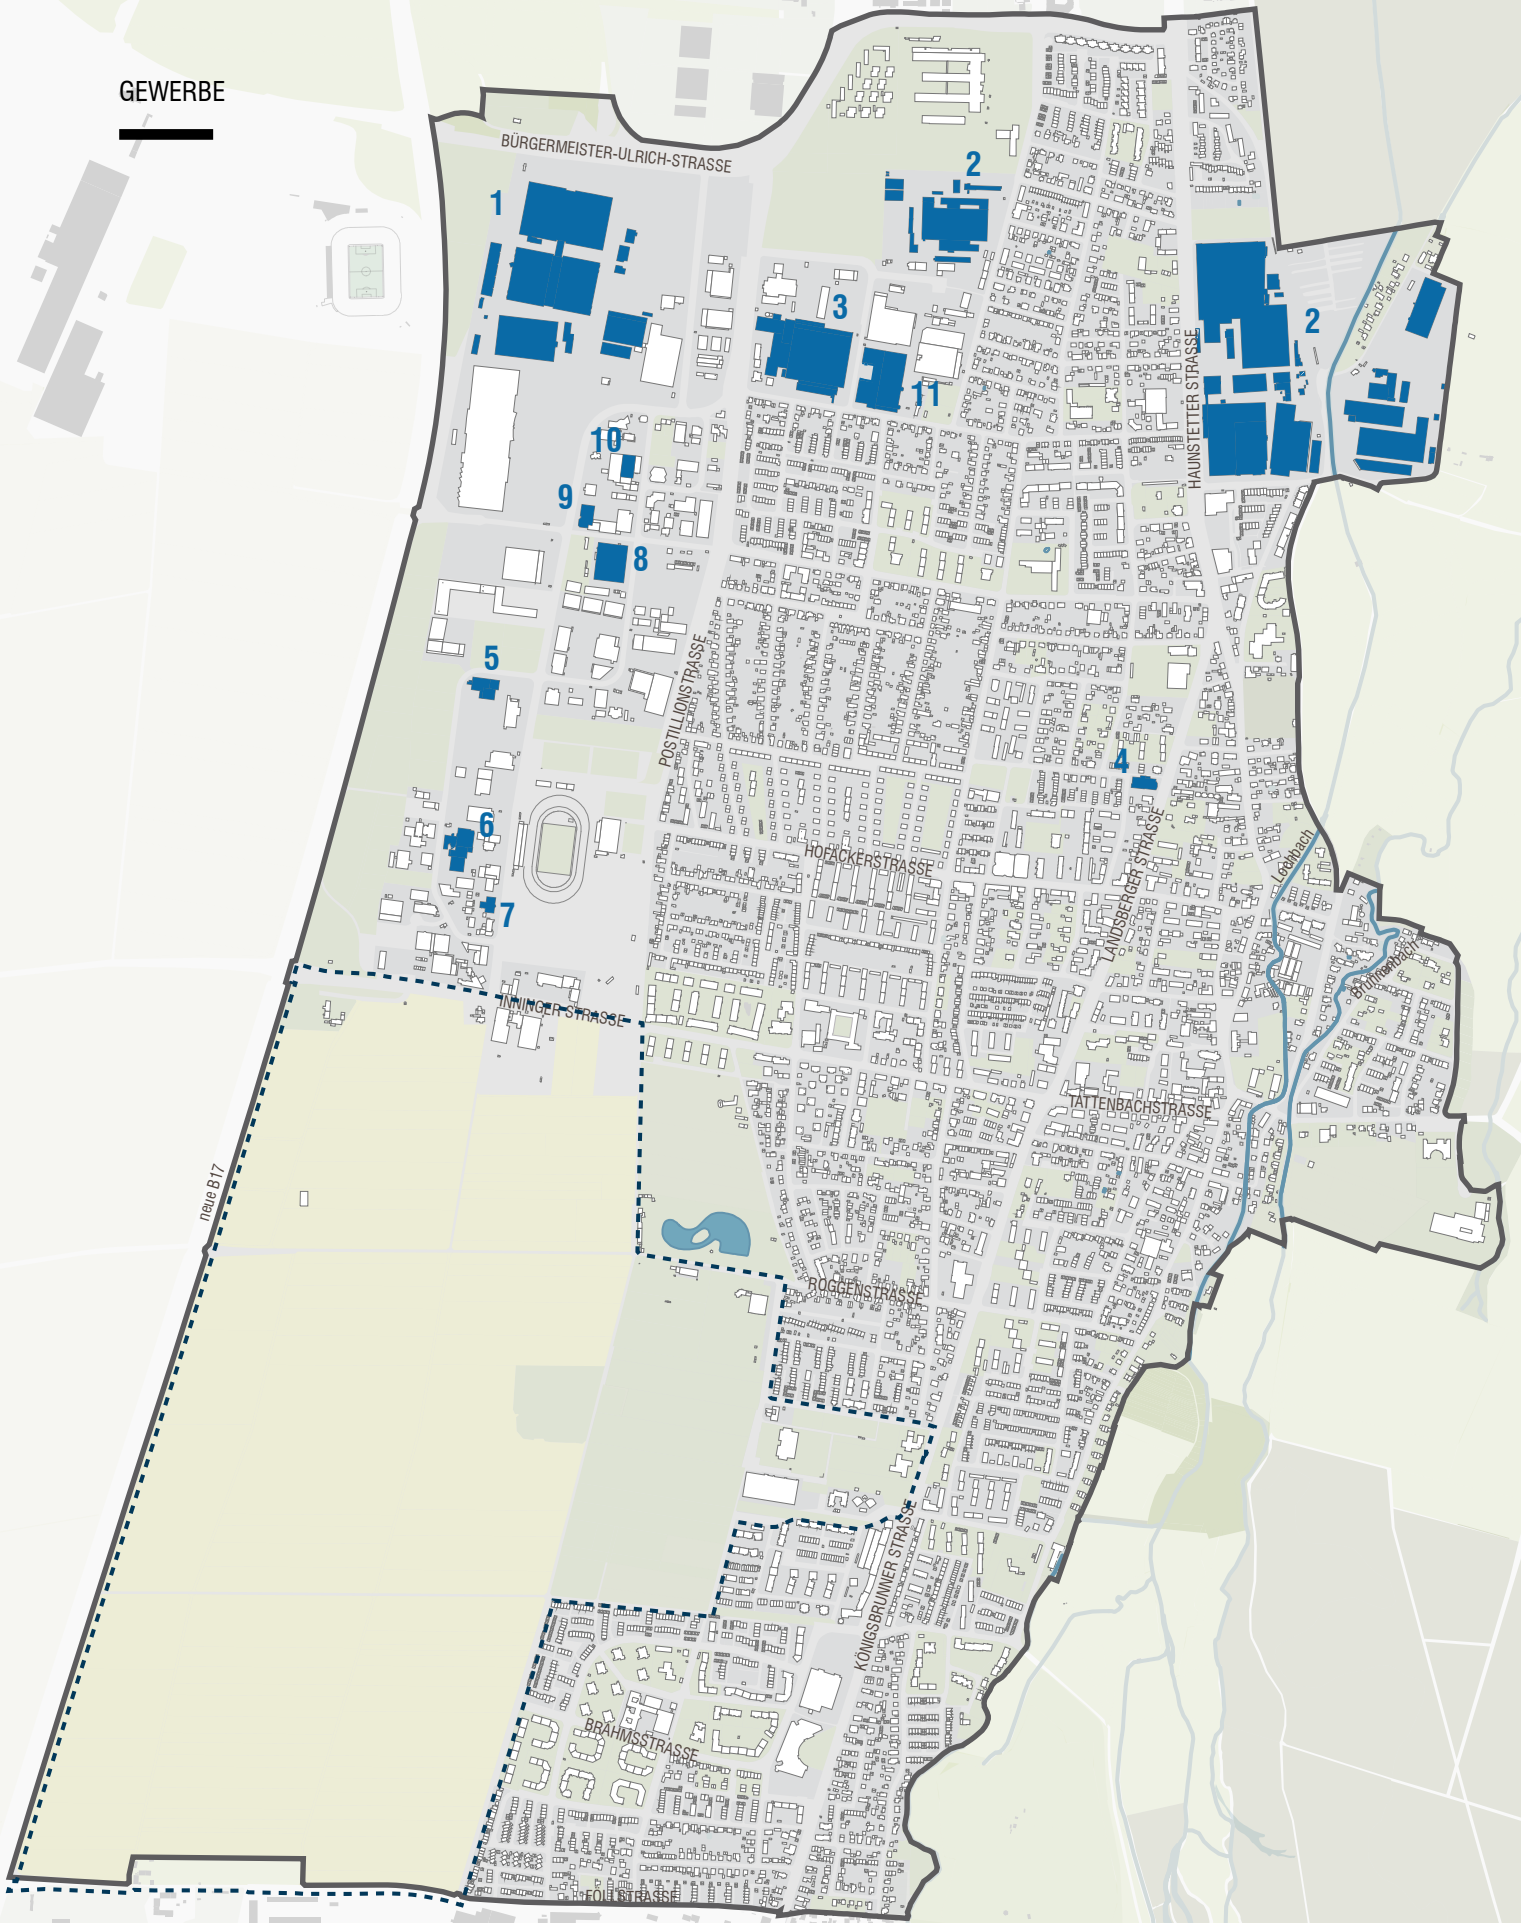 GEWERBE
BÜRGERMEISTER-ULRICH-STRASSE
1
2
3
2
11
HAUNSTETTER STRASSE
10
9
8
5
POSTILLIONSTRASSE
4
6
HOFACKERSTRASSE
LANDSBERGER STRASSE
Lochbach
7
Brunnenbach
INNINGER STRASSE
TATTENBACHSTRASSE
neue B17
ROGGENSTRASSE
KÖNIGSBRUNNER STRASSE
BRAHMSSTRASSE
FÖLLSTRASSE